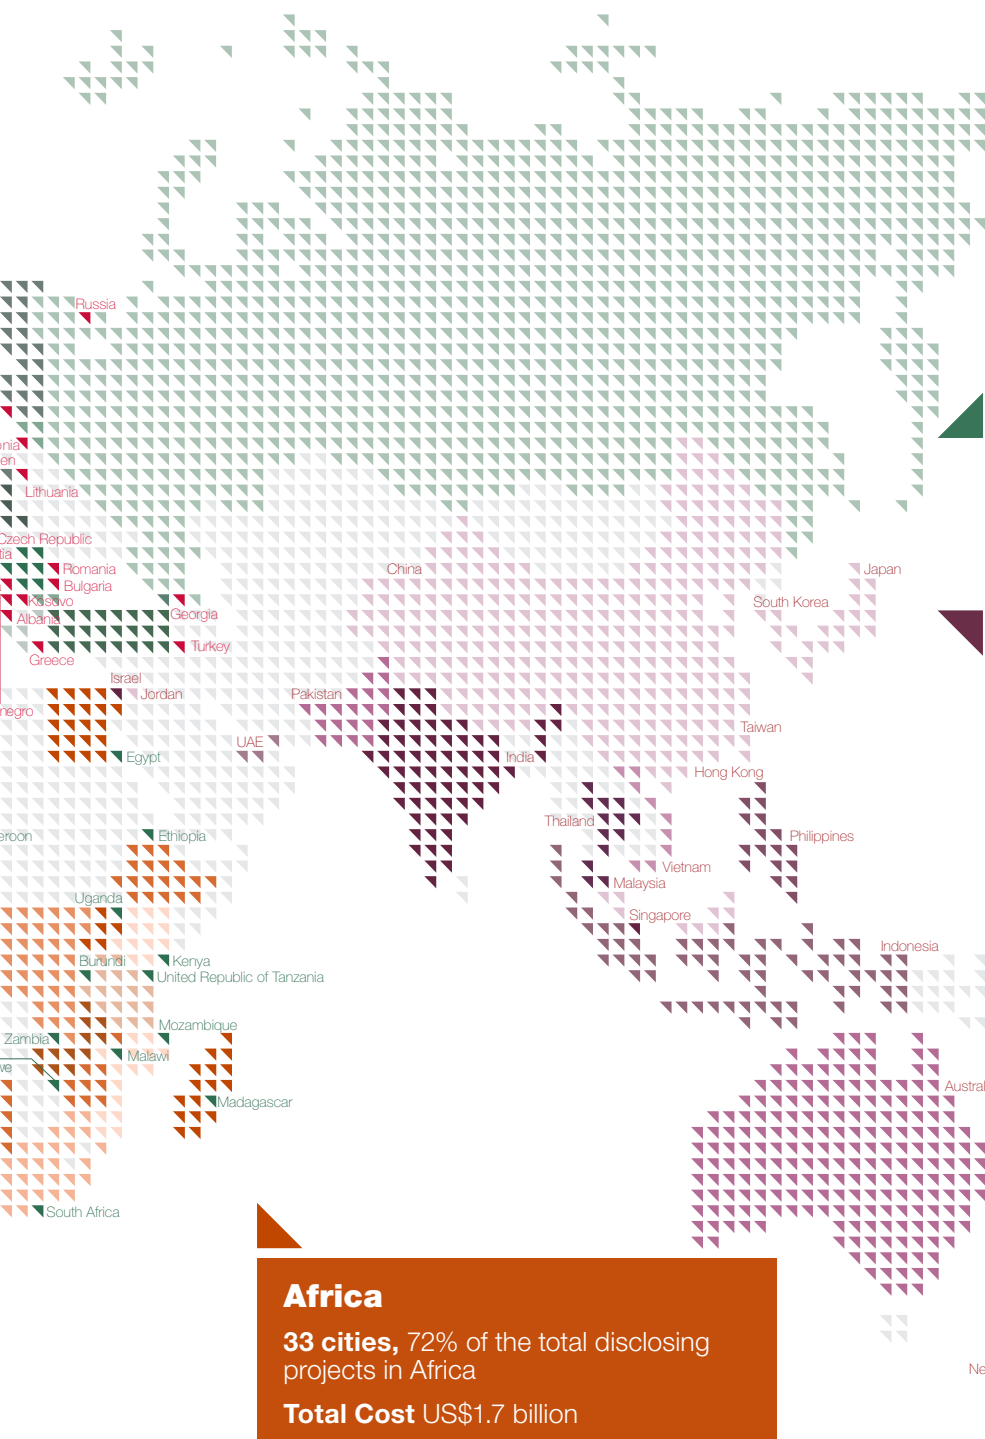 Russia
Lithuania
Czech Republic
Romania
China
Japan
Bulgaria
Kosovo
South Korea
Albania
Georgia
Turkey
Greece
Israel
Jordan
Pakistan
Taiwan
UAE
Egypt
India
Hong Kong
Thailand
Ethiopia
Philippines
Vietnam
Malaysia
Uganda
Singapore
Indonesia
Burundi
Kenya
United Republic of Tanzania
Mozambique
Zambia
Malawi
Madagascar
South Africa
Africa
33 cities, 72% of the total disclosing
projects in Africa
Total Cost US$1.7 billion